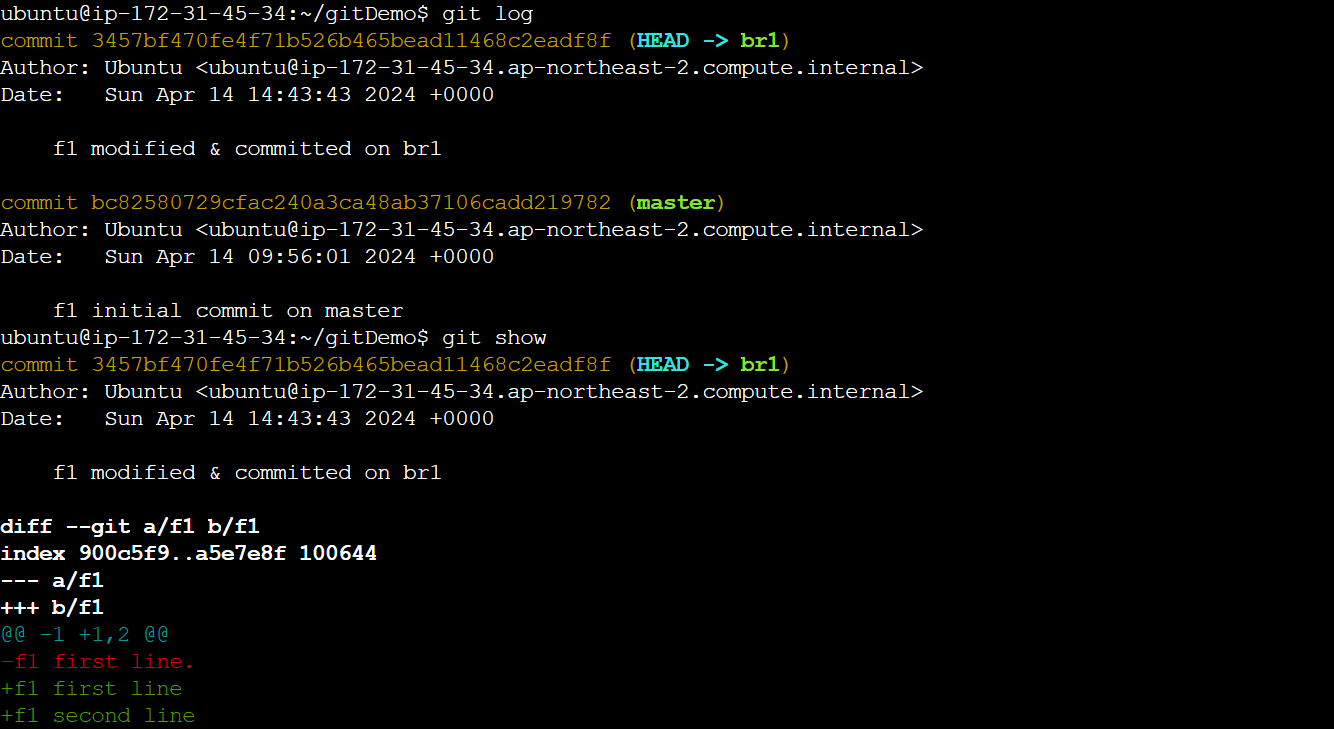 ubuntu@ip-172-31-45-34:~/gitDemo$ git log
commit 3457bf470fe4f71b526b465bead11468c2eadf8f (HEAD -> br1)
Author: Ubuntu <ubuntu@ip-172-31-45-34.ap-northeast-2.compute.internal>
Date:   Sun Apr 14 14:43:43 2024 +0000

    f1 modified & committed on br1

commit bc82580729cfac240a3ca48ab37106cadd219782 (master)
Author: Ubuntu <ubuntu@ip-172-31-45-34.ap-northeast-2.compute.internal>
Date:   Sun Apr 14 09:56:01 2024 +0000

    f1 initial commit on master
ubuntu@ip-172-31-45-34:~/gitDemo$ git show
commit 3457bf470fe4f71b526b465bead11468c2eadf8f (HEAD -> br1)
Author: Ubuntu <ubuntu@ip-172-31-45-34.ap-northeast-2.compute.internal>
Date:   Sun Apr 14 14:43:43 2024 +0000

    f1 modified & committed on br1

diff --git a/f1 b/f1
index 900c5f9..a5e7e8f 100644
--- a/f1
+++ b/f1
@@ -1 +1,2 @@
-f1 first line.
+f1 first line
+f1 second line